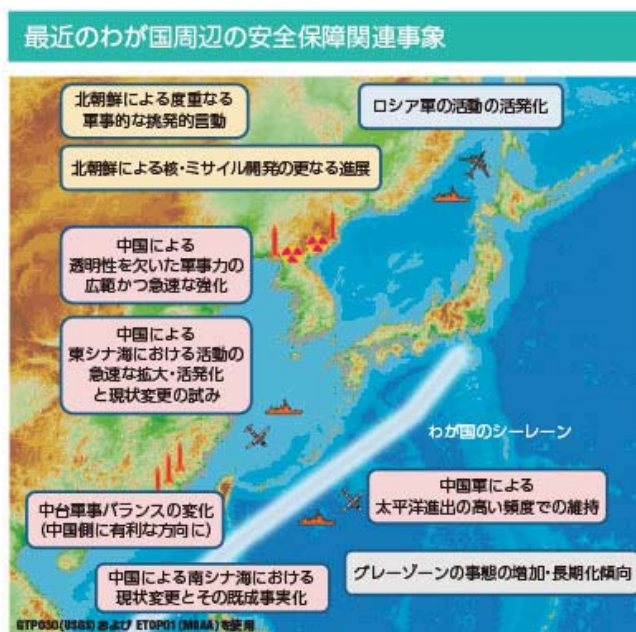 最近のわが国周辺の安全保障関連事象
北朝鮮による度重なる
軍事的な挑発的言動
ロシア軍の活動の活発化
北朝鮮による核・ミサイル開発の更なる進展
中国による
透明性を欠いた軍事力の
広範かつ急速な強化
中国による
東シナ海における活動の
急速な拡大・活発化
と現状変更の試み
わが国のシーレーン
中国軍による
太平洋進出の高い頻度での維持
中台軍事バランスの変化
(中国側に有利な方向に)
グレーゾーンの事態の増加・長期化傾向
中国による南シナ海における
現状変更とその既成事実化
GTPO30(USGS)および ETOP01(MOAA)を使用